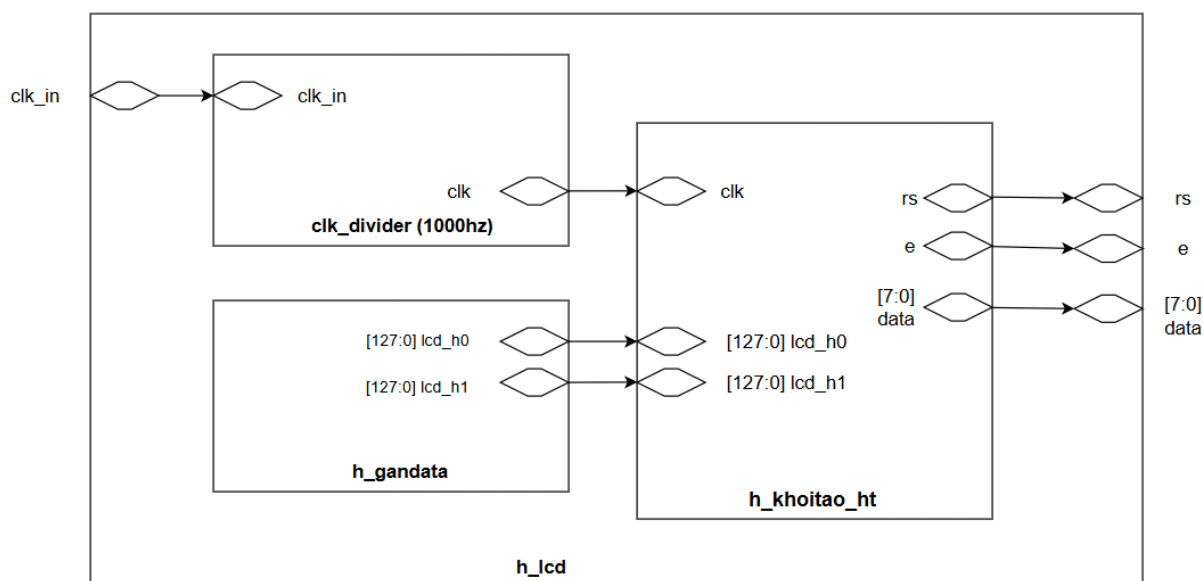 clk_in
clk_in
clk
clk_divider (1000hz)
clk
rs
rs
e
e
[7:0]
data
[7:0]
data
[127:0] lcd_h0
[127:0] lcd_h0
[127:0] lcd_h1
[127:0] lcd_h1
h_gandata
h_khoitao_ht
h_lcd